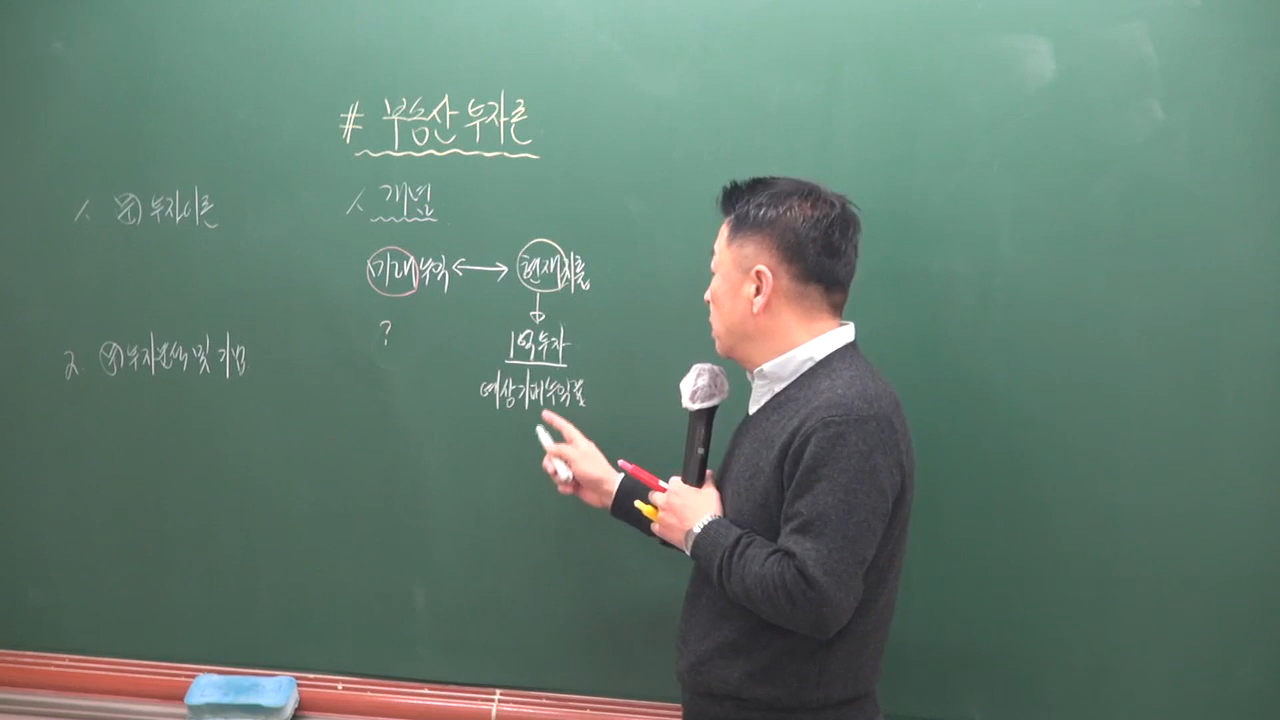 # 부동산 투자론
1. 투자이론
2. 투자분석 및 기법
1. 개념
미래수익 ↔ 현재지출
?
↓
1억투자
예상기대수익률